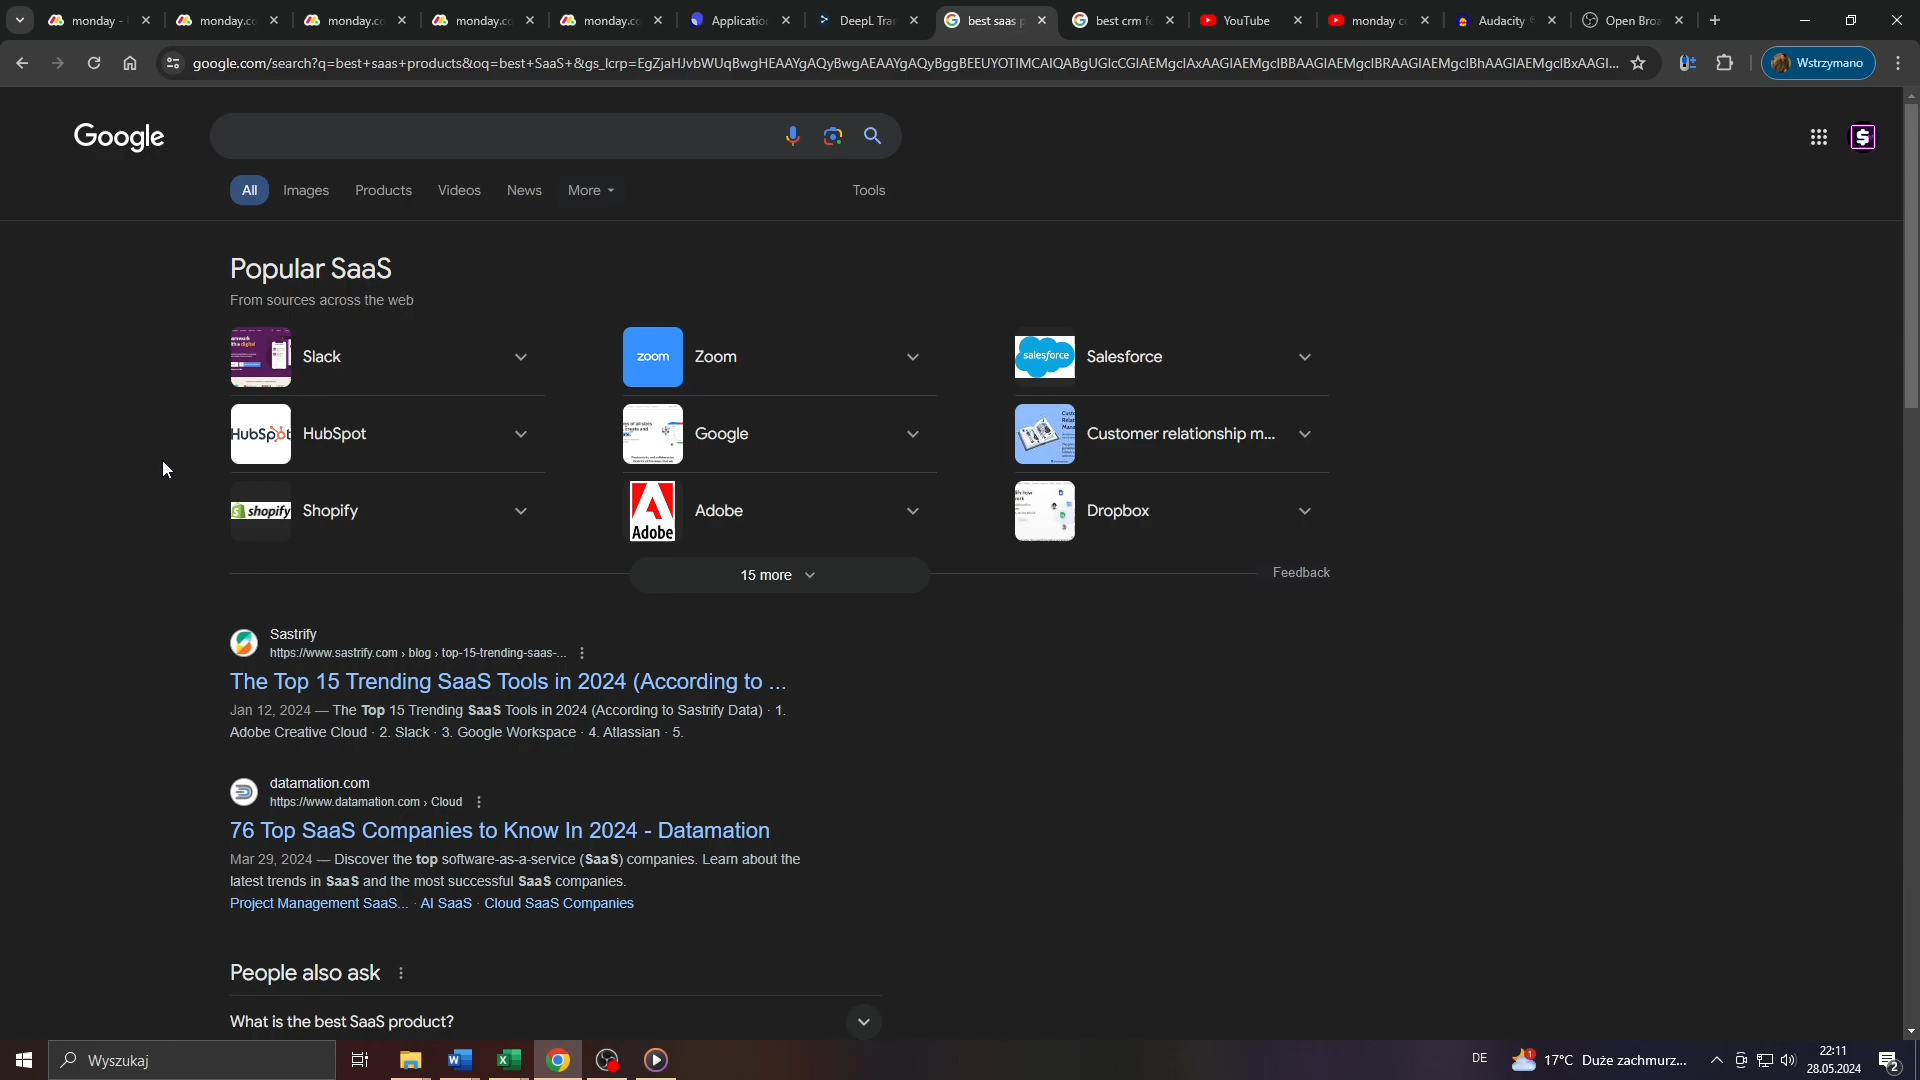 monday -
monday.co
monday.co
monday.co
monday.co
Application
DeepL Tran
best saas p
best crm fo
YouTube
monday c
Audacity
Open Broa
google.com/search?q=best+saas+products&oq=best+SaaS+&gs_lcrp=EgZjaHJvbWUqBwgHEAAYgAQyBwgAEAAYgAQyBggBEEUYOTIMCAIQABgUGIcCGIAEMgcIAxAAGIAEMgcIBBAAGIAEMgcIBRAAGIAEMgcIBhAAGIAEMgcIBxAAGI...
Wstrzymano
Google
All
Images
Products
Videos
News
More
Tools
Popular SaaS
From sources across the web
Slack
zoom
Zoom
salesforce
Salesforce
HubSpot
HubSpot
Google
Customer relationship m...
shopify
Shopify
Adobe
Adobe
Dropbox
15 more
Feedback
Sastrify
https://www.sastrify.com › blog › top-15-trending-saas-...
The Top 15 Trending SaaS Tools in 2024 (According to ...
Jan 12, 2024 — The Top 15 Trending SaaS Tools in 2024 (According to Sastrify Data) · 1.
Adobe Creative Cloud · 2. Slack · 3. Google Workspace · 4. Atlassian · 5.
datamation.com
https://www.datamation.com › Cloud
76 Top SaaS Companies to Know In 2024 - Datamation
Mar 29, 2024 — Discover the top software-as-a-service (SaaS) companies. Learn about the
latest trends in SaaS and the most successful SaaS companies.
Project Management SaaS... · AI SaaS · Cloud SaaS Companies
People also ask
What is the best SaaS product?
Wyszukaj
DE
1
17°C Duże zachmurz...
22:11
28.05.2024
2